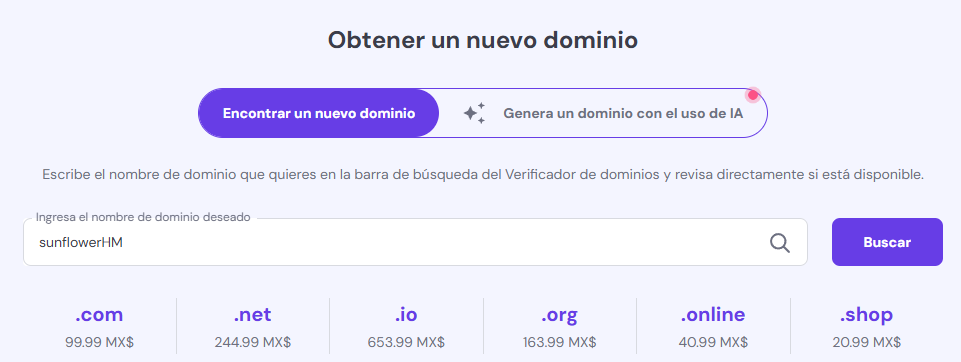 Obtener un nuevo dominio
Encontrar un nuevo dominio
Genera un dominio con el uso de IA
Escribe el nombre de dominio que quieres en la barra de búsqueda del Verificador de dominios y revisa directamente si está disponible.
Ingresa el nombre de dominio deseado
sunflowerHM
Buscar
.com
99.99 MX$
.net
244.99 MX$
.io
653.99 MX$
.org
163.99 MX$
.online
40.99 MX$
.shop
20.99 MX$